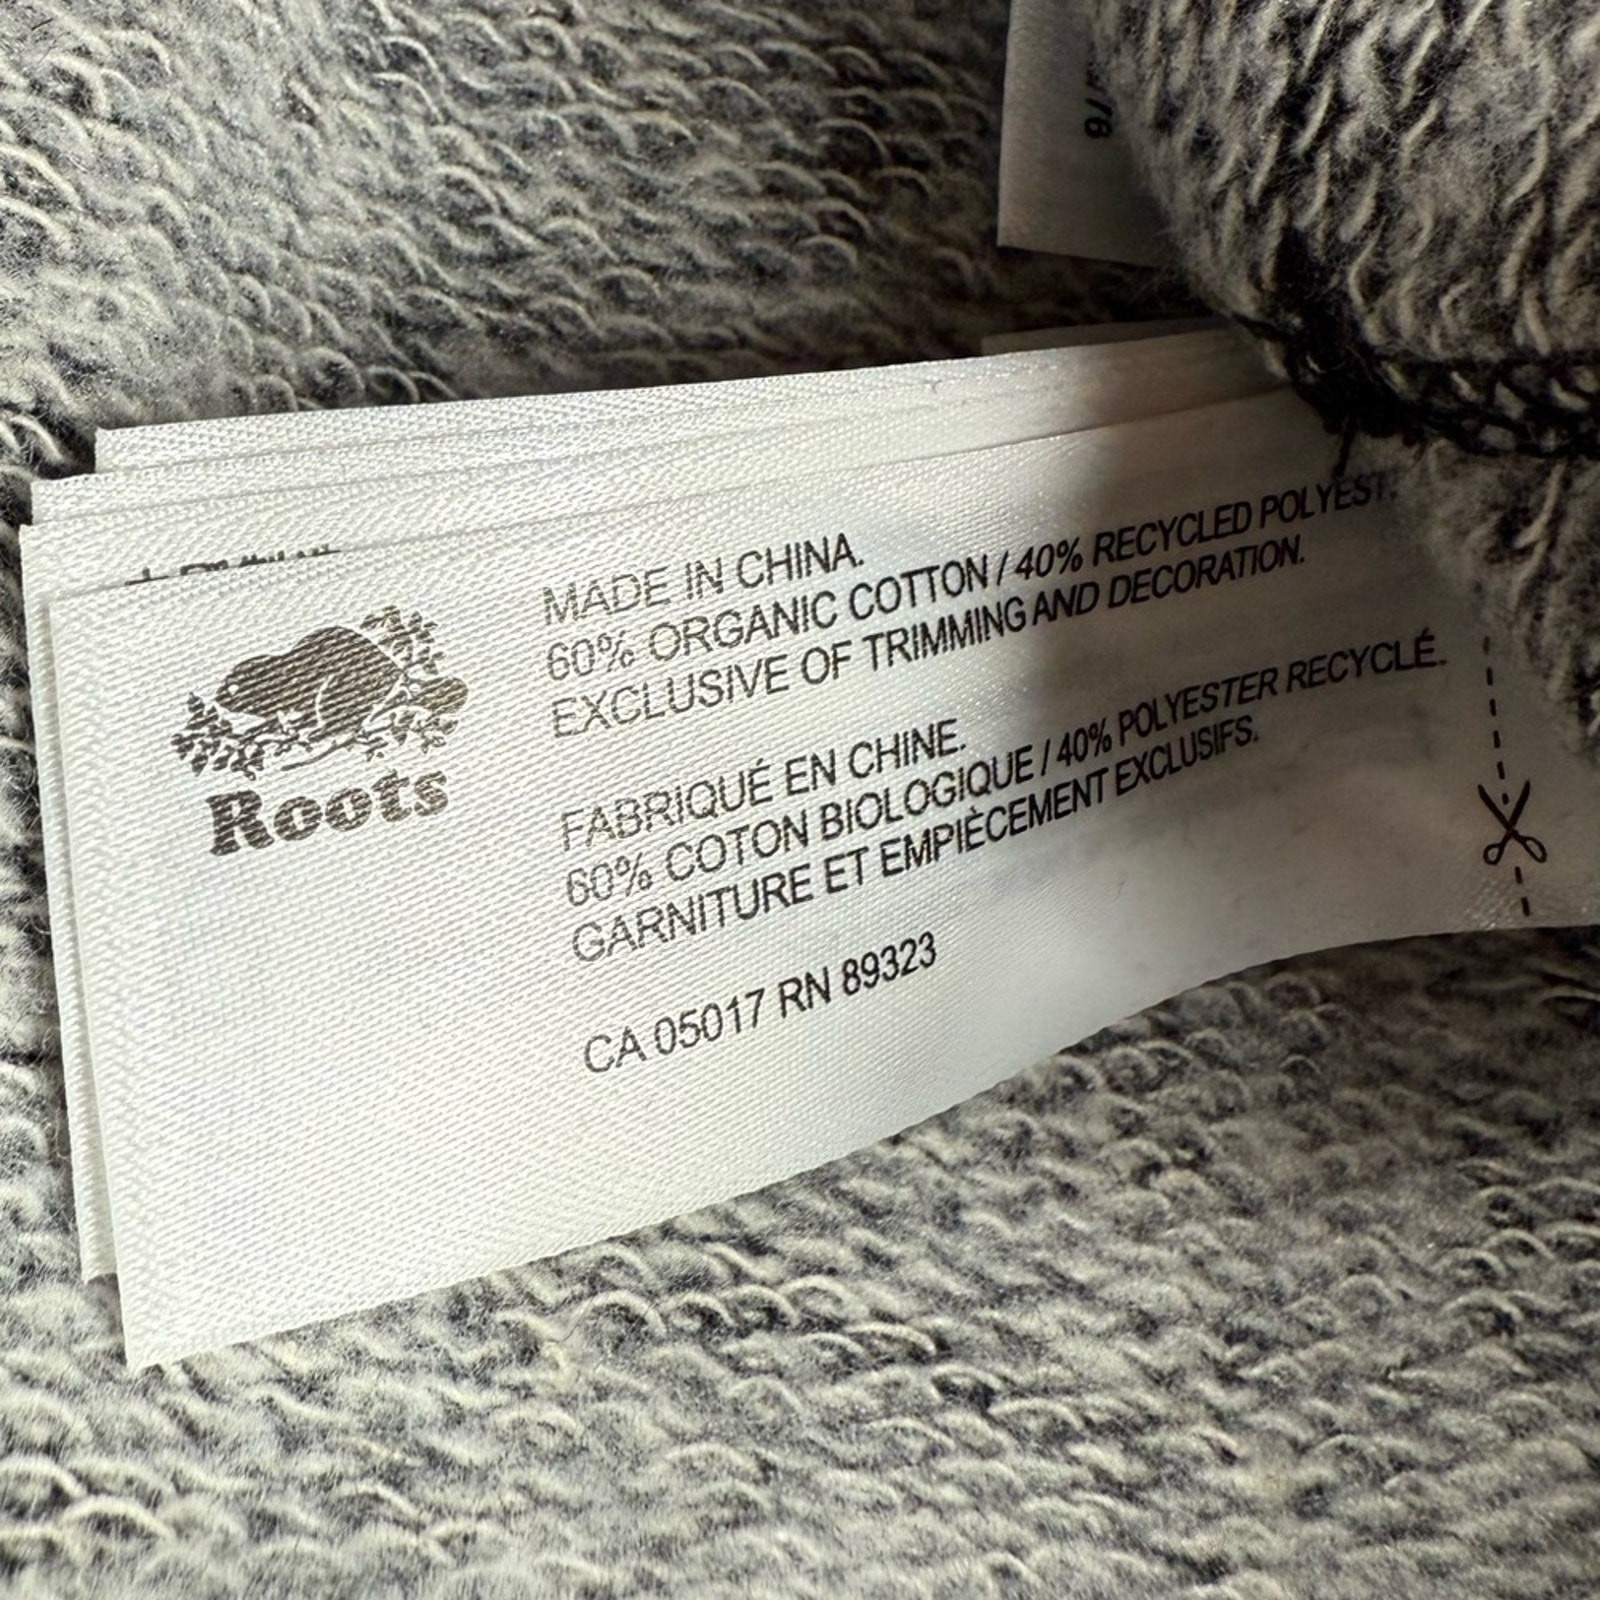 Roots
MADE IN CHINA.
60% ORGANIC COTTON / 40% RECYCLED POLYEST
EXCLUSIVE OF TRIMMING AND DECORATION.
FABRIQUÉ EN CHINE.
60% COTON BIOLOGIQUE / 40% POLYESTER RECYCLÉ.
GARNITURE ET EMPIÈCEMENT EXCLUSIFS.
CA 05017 RN 89323